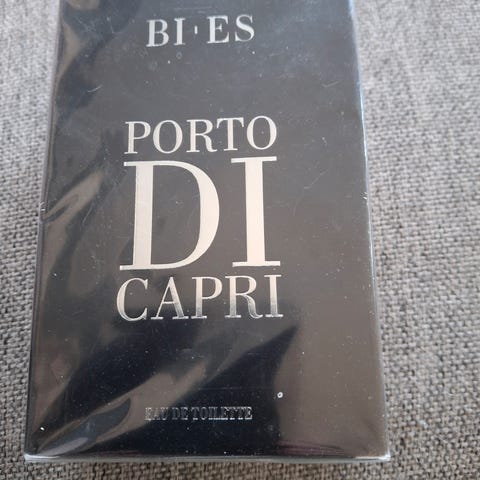 BI·ES
PORTO
DI
CAPRI
EAU DE TOILETTE